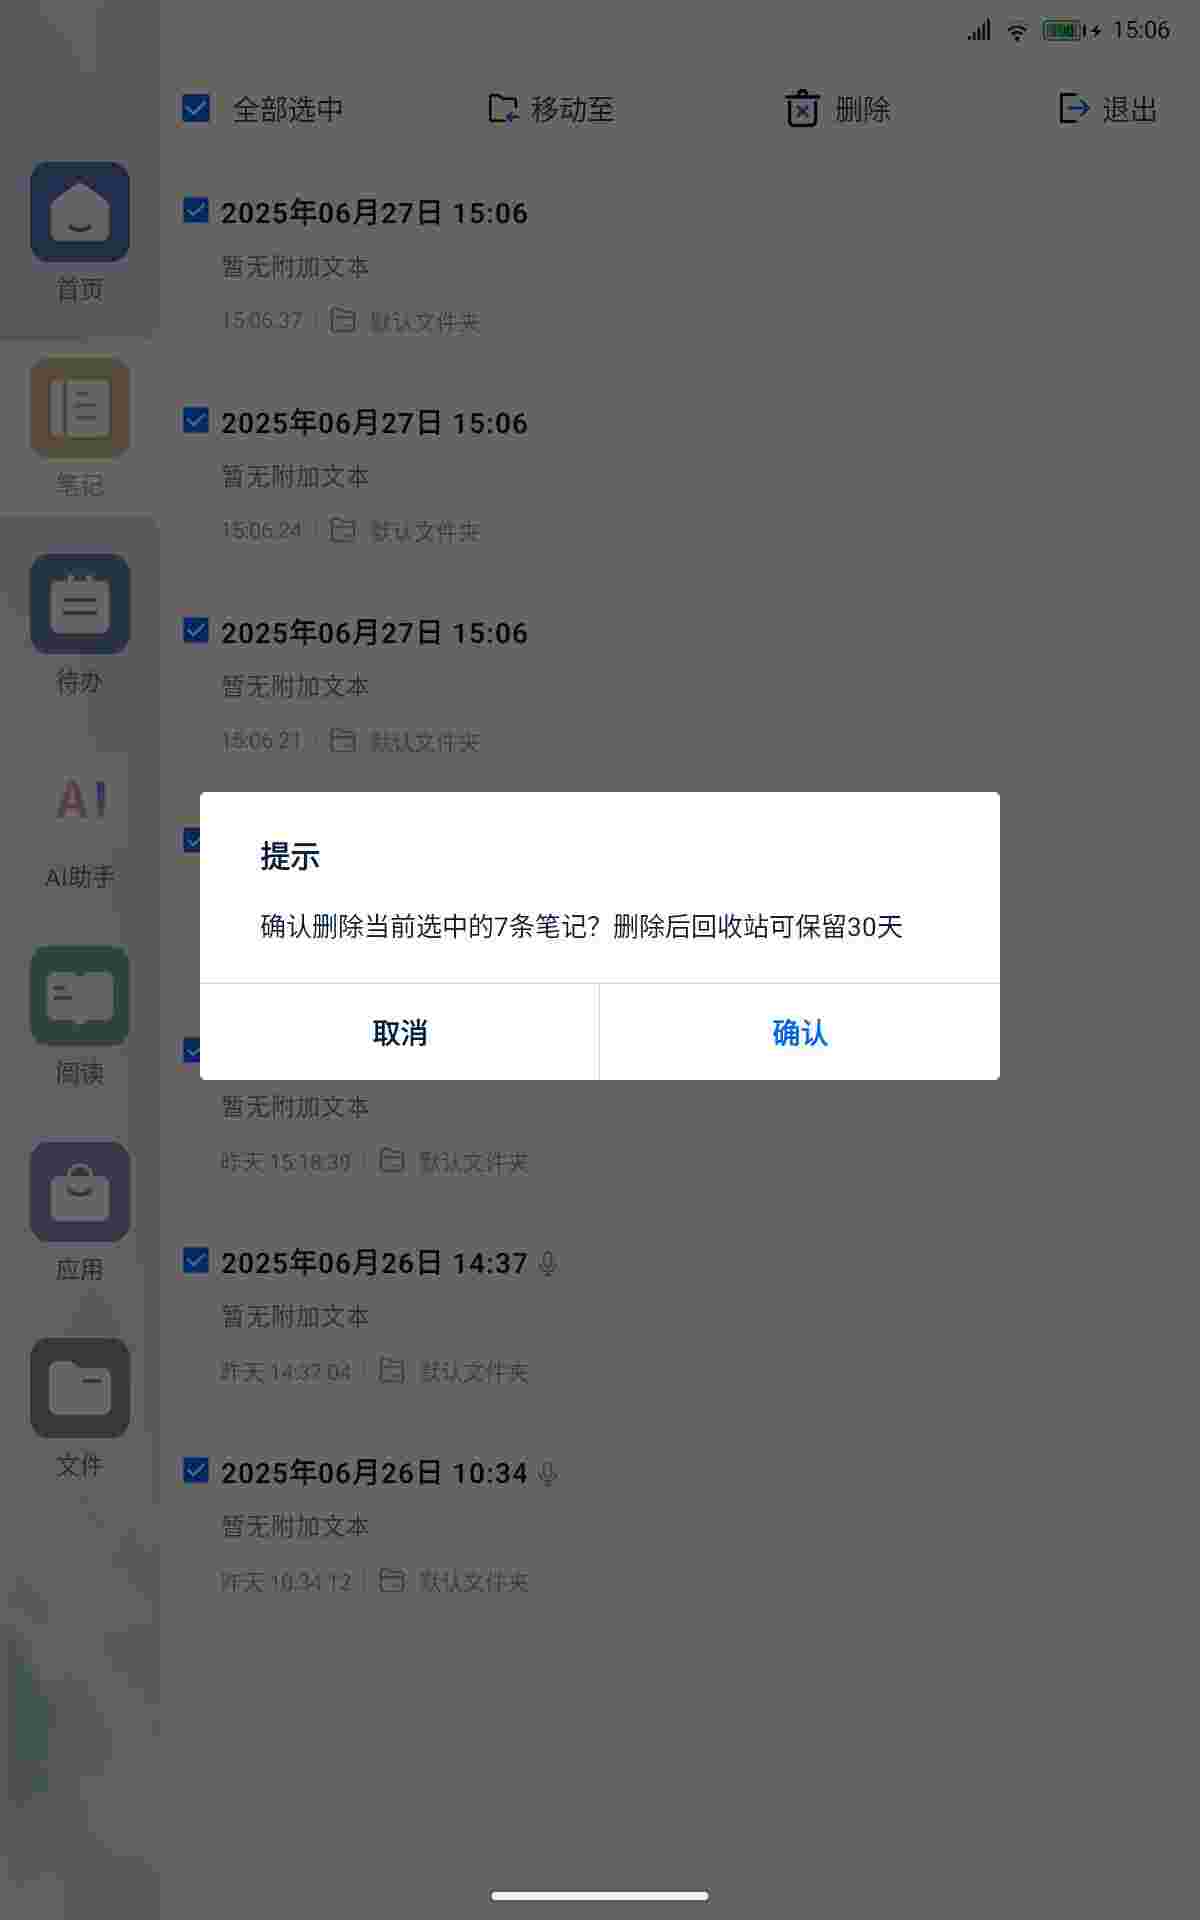 15:06
全部选中 移动至 删除 退出
首页
笔记
待办
AI
AI助手
阅读
应用
文件
2025年06月27日 15:06
暂无附加文本
15:06:37 默认文件夹
2025年06月27日 15:06
暂无附加文本
15:06:24 默认文件夹
2025年06月27日 15:06
暂无附加文本
15:06:21 默认文件夹
提示
确认删除当前选中的7条笔记？删除后回收站可保留30天
取消 确认
暂无附加文本
昨天 15:18:39 默认文件夹
2025年06月26日 14:37
暂无附加文本
昨天 14:37:04 默认文件夹
2025年06月26日 10:34
暂无附加文本
昨天 10:34:12 默认文件夹